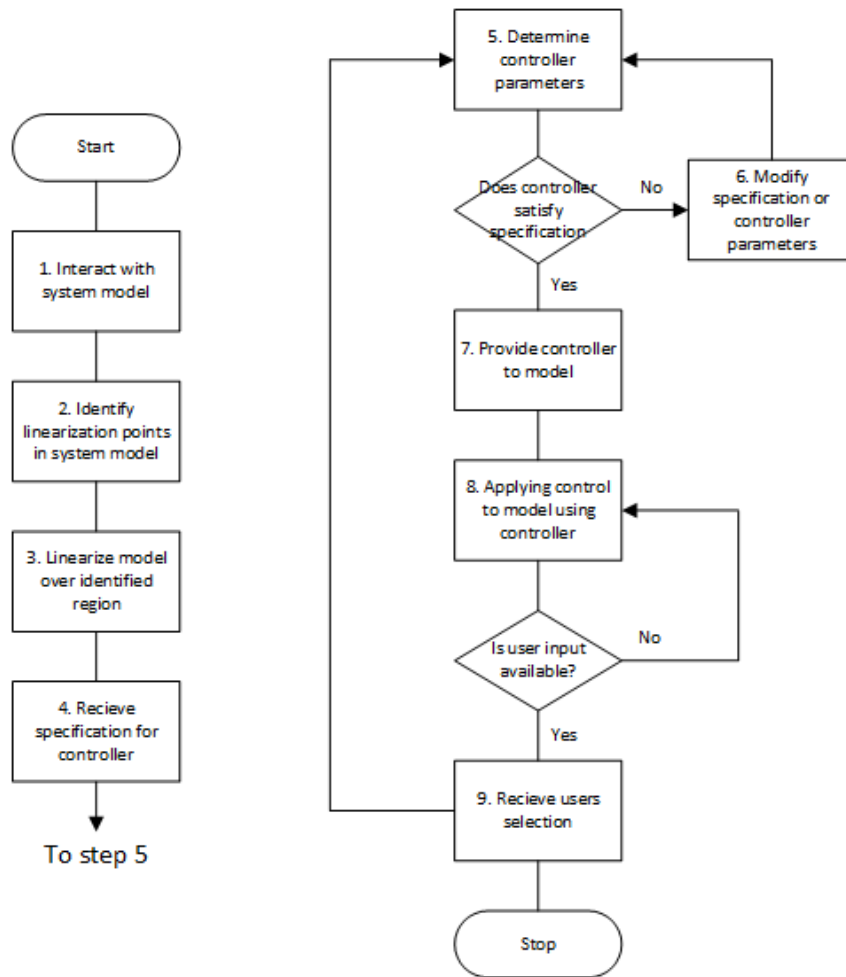 Start
1. Interact with
system model
2. Identify
linearization points
in system model
3. Linearize model
over identified
region
4. Recieve
specification for
controller
To step 5
5. Determine
controller
parameters
Does controller
satisfy
specification
No
6. Modify
specification or
controller
parameters
Yes
7. Provide controller
to model
8. Applying control
to model using
controller
Is user input
available?
No
Yes
9. Recieve users
selection
Stop